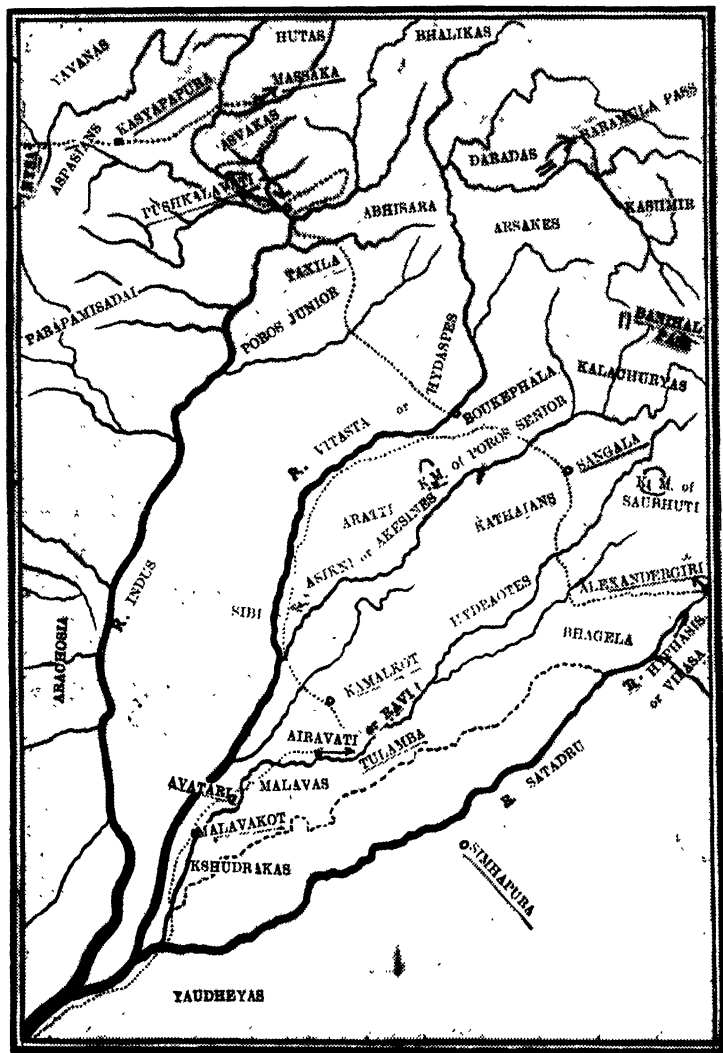 HUTAS
BHALIKAS
YAVANAS
MASSAKA
KASYAPAPURA
BARAMULA PASS
ASVAKAS
DARADAS
ASPASIANS
NYSA
PUSHKALAVATI
ABHISARA
KASHMIR
ARSAKES
TAXILA
PARAPAMISADAI
POROS JUNIOR
BANIHAL
PASS
HYDASPES
KALACHURYAS
BOUKEPHALA
R. VITASTA or
K.M. of POROS SENIOR
SANGALA
K. M. of
SAUBHUTI
ARATTI
KATHAIANS
R. ASIKNI or AKESINES
R. INDUS
ALEXANDERGIRI
SIBI
HYDRAOTES
BHAGELA
ARACHOSIA
R. HYPHASIS
or VIPASA
KAMALKOT
or RAVI
AIRAVATI
TULAMBA
R. SATADRU
MALAVAS
MALAVAKOT
SIMHAPURA
KSHUDRAKAS
YAUDHEYAS